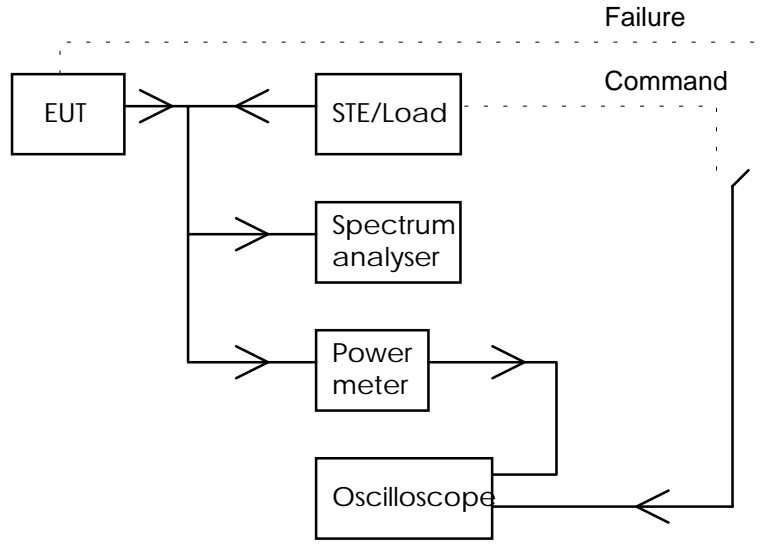 Failure
Command
EUT
STE/Load
Spectrum
analyser
Power
meter
Oscilloscope